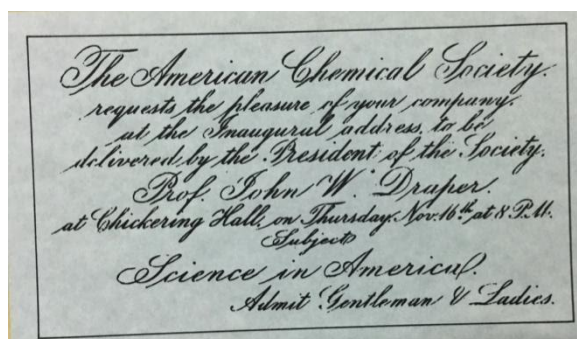 The American Chemical Society.
requests the pleasure of your company.
at the Inaugural address, to be
delivered by the President of the Society.
Prof. John W. Draper.
at Chickering Hall, on Thursday. Nov. 16th at 8 P.M.
Subject
Science in America.
Admit Gentleman & Ladies.